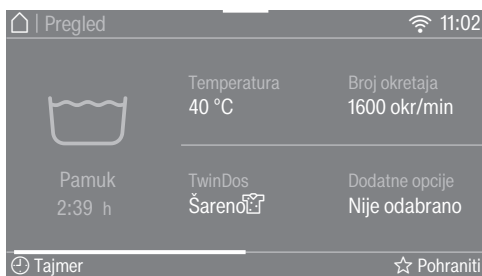 | Pregled 11:02
Temperatura Broj okretaja
40 °C 1600 okr/min
Pamuk TwinDos Dodatne opcije
2:39 h Šareno Nije odabrano
Tajmer Pohraniti